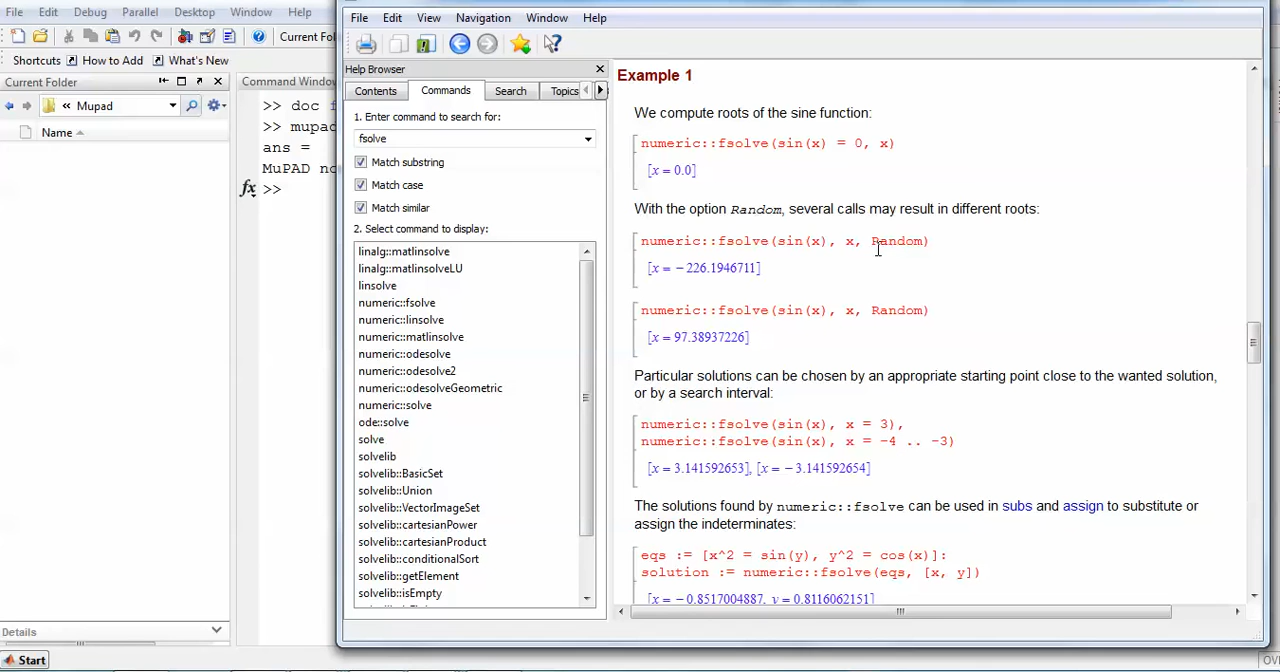 File Edit Debug Parallel Desktop Window Help
Current Fol
Shortcuts How to Add What's New
Current Folder
« Mupad
Name
Details
Start
Command Window
>> doc
>> mupad
ans =
MuPAD no
fx >>
File Edit View Navigation Window Help
Help Browser
Contents Commands Search Topics
1. Enter command to search for:
fsolve
Match substring
Match case
Match similar
2. Select command to display:
linalg::matlinsolve
linalg::matlinsolveLU
linsolve
numeric::fsolve
numeric::linsolve
numeric::matlinsolve
numeric::odesolve
numeric::odesolve2
numeric::odesolveGeometric
numeric::solve
ode::solve
solve
solvelib
solvelib::BasicSet
solvelib::Union
solvelib::VectorImageSet
solvelib::cartesianPower
solvelib::cartesianProduct
solvelib::conditionalSort
solvelib::getElement
solvelib::isEmpty
Example 1
We compute roots of the sine function:
numeric::fsolve(sin(x) = 0, x)
[x = 0.0]
With the option Random, several calls may result in different roots:
numeric::fsolve(sin(x), x, Random)
[x = −226.1946711]
numeric::fsolve(sin(x), x, Random)
[x = 97.38937226]
Particular solutions can be chosen by an appropriate starting point close to the wanted solution,
or by a search interval:
numeric::fsolve(sin(x), x = 3),
numeric::fsolve(sin(x), x = -4 .. -3)
[x = 3.141592653], [x = −3.141592654]
The solutions found by numeric::fsolve can be used in subs and assign to substitute or
assign the indeterminates:
eqs := [x^2 = sin(y), y^2 = cos(x)]:
solution := numeric::fsolve(eqs, [x, y])
[x = −0.8517004887, y = 0.8116062151]
OV